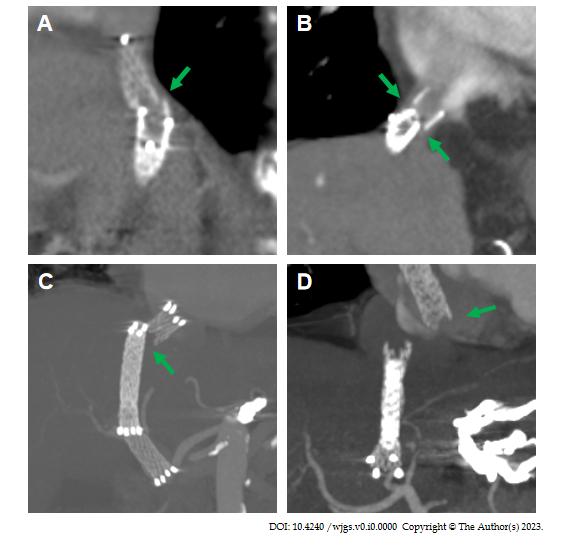 A
B
C
D
DOI: 10.4240/wjgs.v0.i0.0000 Copyright © The Author(s) 2023.